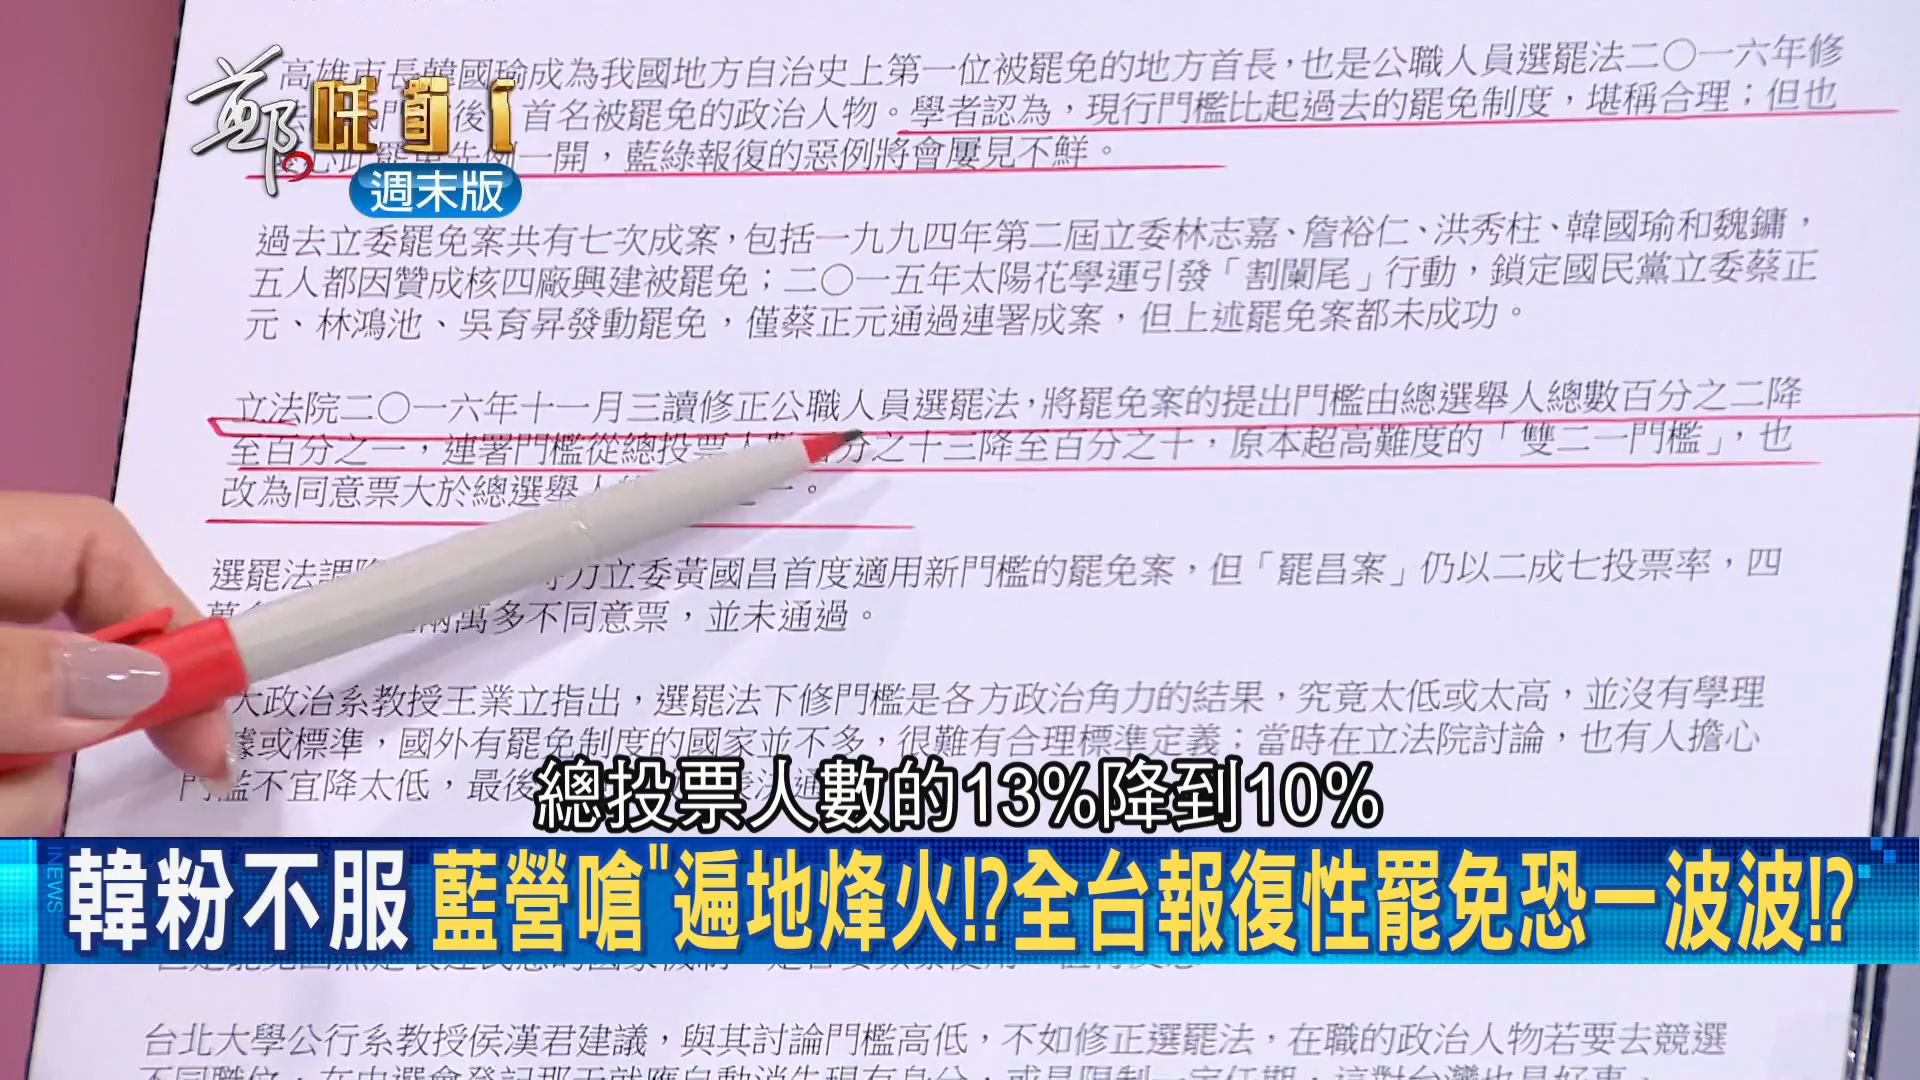 高雄市長韓國瑜成為我國地方自治史上第一位被罷免的地方首長，也是公職人員選罷法二〇一六年修
後，首名被罷免的政治人物。學者認為，現行門檻比起過去的罷免制度，堪稱合理；但也
一開，藍綠報復的惡例將會屢見不鮮。
鄭
週末版
過去立委罷免案共有七次成案，包括一九九四年第二屆立委林志嘉、詹裕仁、洪秀柱、韓國瑜和魏鏞，
五人都因贊成核四廠興建被罷免；二〇一五年太陽花學運引發「割闌尾」行動，鎖定國民黨立委蔡正
元、林鴻池、吳育昇發動罷免，僅蔡正元通過連署成案，但上述罷免案都未成功。
立法院二〇一六年十一月三讀修正公職人員選罷法，將罷免案的提出門檻由總選舉人總數百分之二降
至百分之一，連署門檻從總投票人數百分之十三降至百分之十，原本超高難度的「雙二一門檻」，也
改為同意票大於總選舉人
選罷法調降 力立委黃國昌首度適用新門檻的罷免案，但「罷昌案」仍以二成七投票率，四
萬多不同意票，並未通過。
大政治系教授王業立指出，選罷法下修門檻是各方政治角力的結果，究竟太低或太高，並沒有學理
據或標準，國外有罷免制度的國家並不多，很難有合理標準定義；當時在立法院討論，也有人擔心
門檻不宜降太低，最後
總投票人數的13%降到10%
INEWS
韓粉不服 藍營嗆"遍地烽火!?全台報復性罷免恐一波波!?
台北大學公行系教授侯漢君建議，與其討論門檻高低，不如修正選罷法，在職的政治人物若要去競選